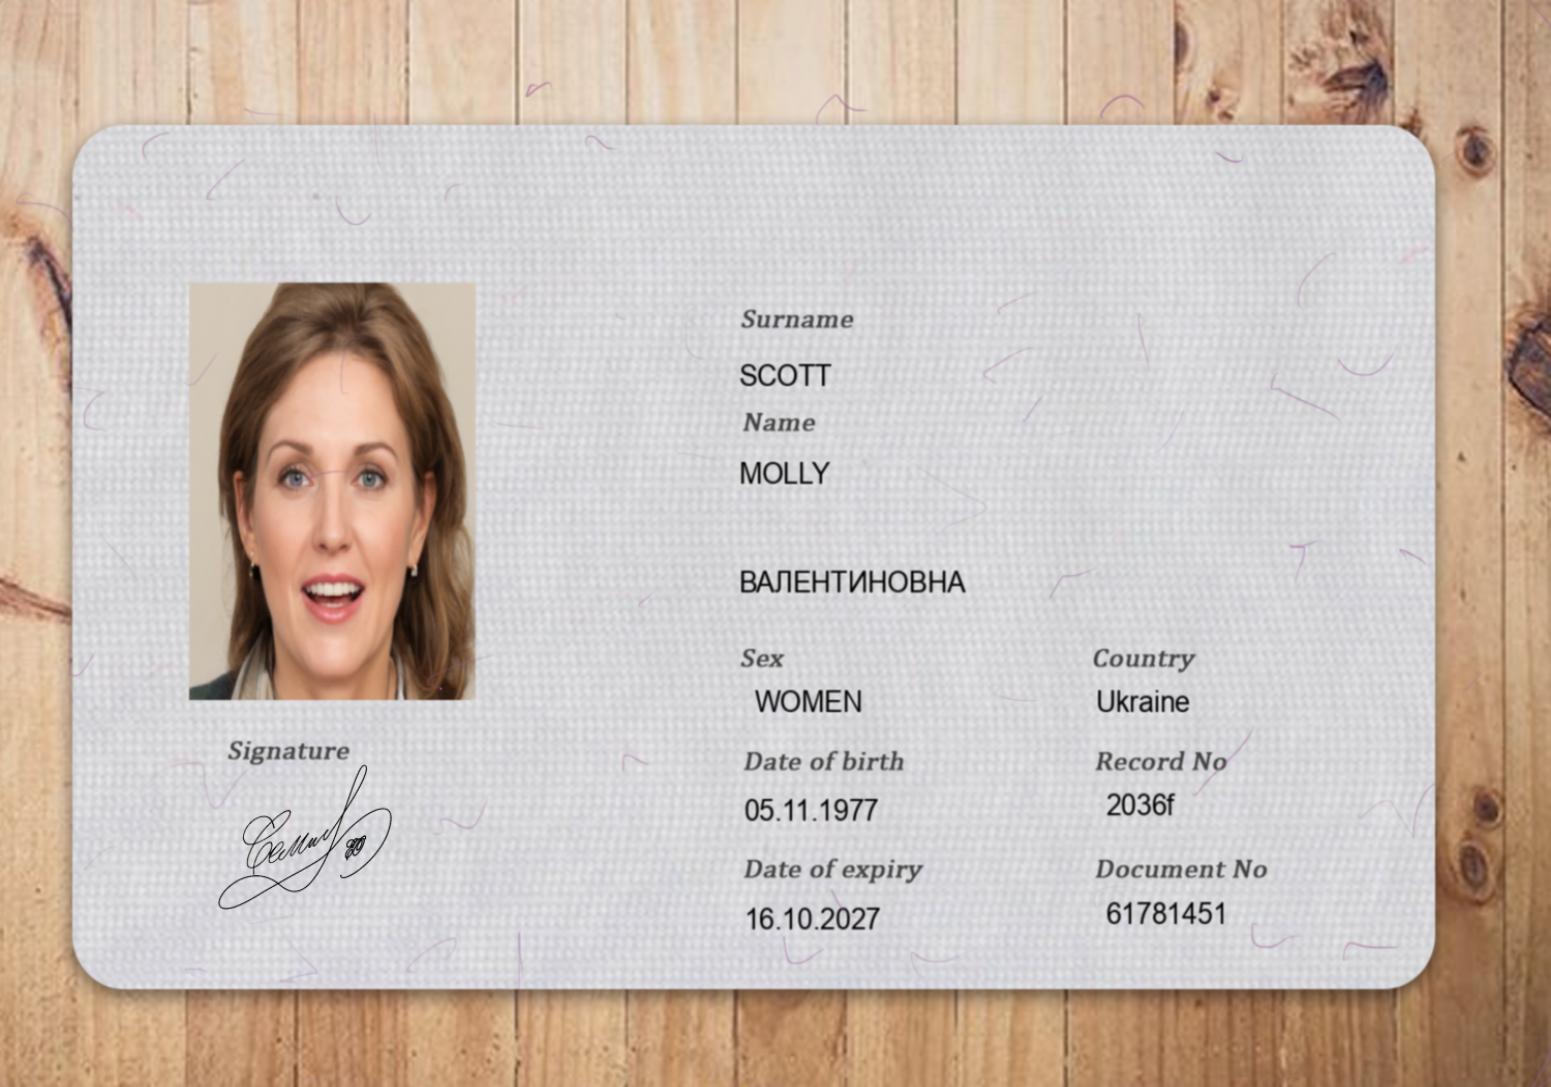 Surname
SCOTT
Name
MOLLY
ВАЛЕНТИНОВНА
Sex Country
WOMEN Ukraine
Date of birth Record No
05.11.1977 2036f
Date of expiry Document No
16.10.2027 61781451
Signature